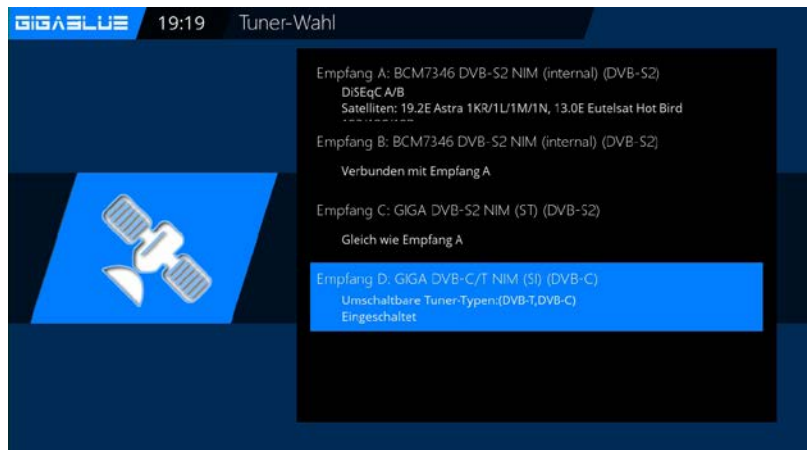 GIGABLUE 19:19 Tuner-Wahl
Empfang A: BCM7346 DVB-S2 NIM (internal) (DVB-S2)
DiSEqC A/B
Satelliten: 19.2E Astra 1KR/1L/1M/1N, 13.0E Eutelsat Hot Bird
Empfang B: BCM7346 DVB-S2 NIM (internal) (DVB-S2)
Verbunden mit Empfang A
Empfang C: GIGA DVB-S2 NIM (ST) (DVB-S2)
Gleich wie Empfang A
Empfang D: GIGA DVB-C/T NIM (SI) (DVB-C)
Umschaltbare Tuner-Typen:(DVB-T,DVB-C)
Eingeschaltet